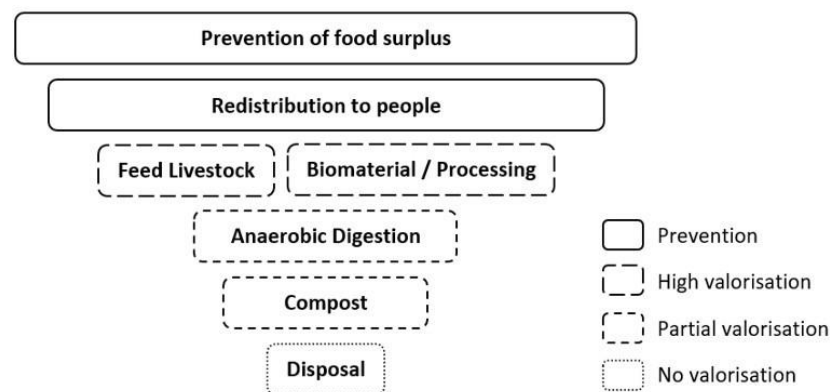 Prevention of food surplus
Redistribution to people
Feed Livestock
Biomaterial / Processing
Anaerobic Digestion
Compost
Disposal
Prevention
High valorisation
Partial valorisation
No valorisation